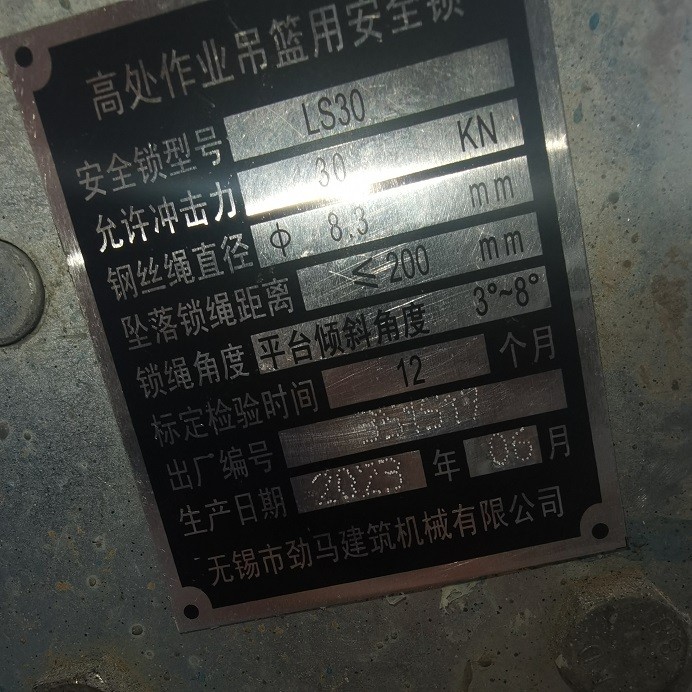 高处作业吊篮用安全锁
安全锁型号 LS30
允许冲击力 30 KN
钢丝绳直径 ф 8.3 mm
坠落锁绳距离 ≤200 mm
锁绳角度 平台倾斜角度 3°~8°
标定检验时间 12 个月
出厂编号
生产日期 2023 年 06 月
无锡市劲马建筑机械有限公司